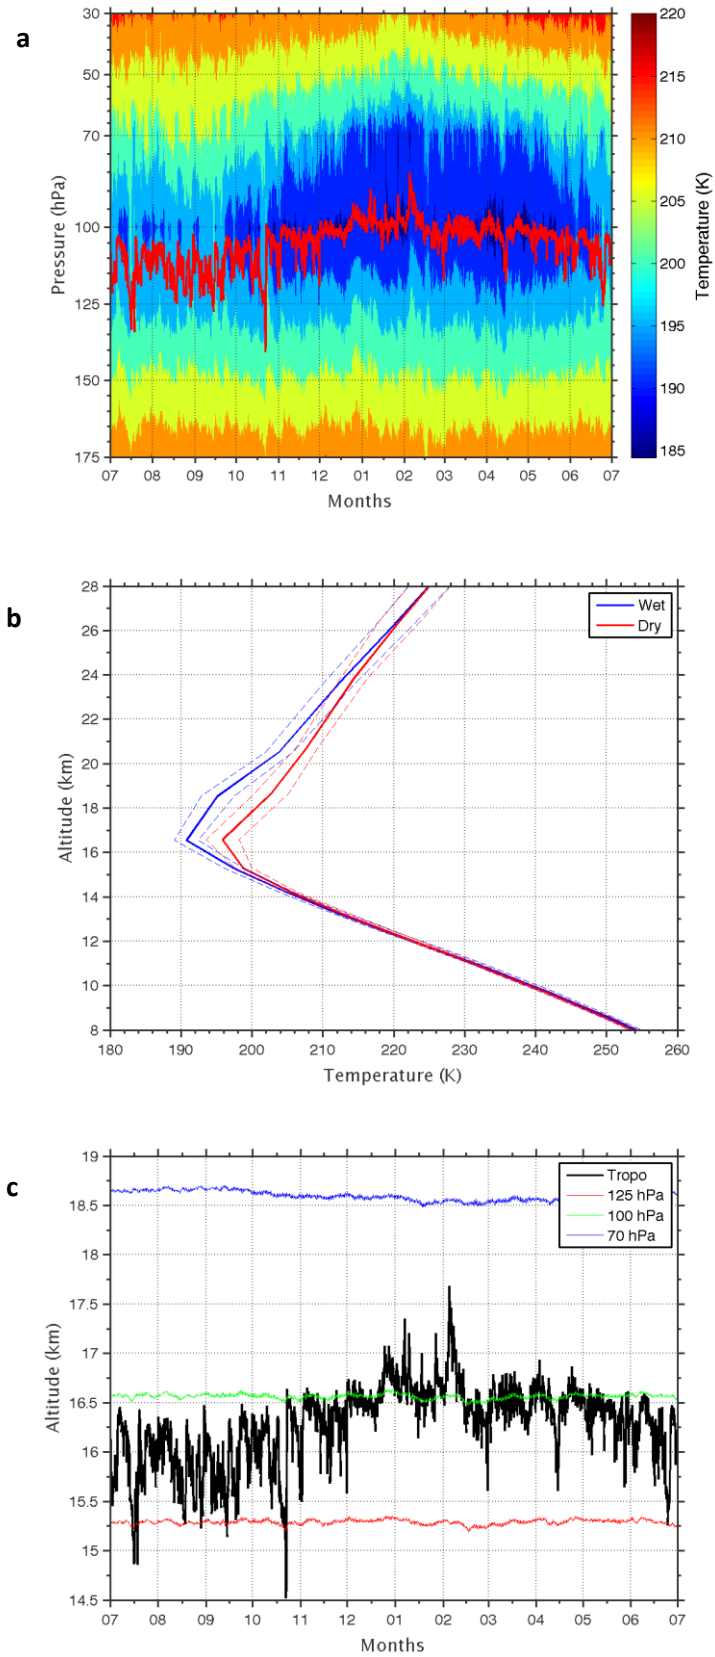 a
30
50
70
100
125
150
175
Pressure (hPa)
07 08 09 10 11 12 01 02 03 04 05 06 07
Months
220
215
210
205
200
195
190
185
Temperature (K)
b
28
26
24
22
20
18
16
14
12
10
8
Altitude (km)
Wet
Dry
180 190 200 210 220 230 240 250 260
Temperature (K)
c
19
18.5
18
17.5
17
16.5
16
15.5
15
14.5
Altitude (km)
Tropo
125 hPa
100 hPa
70 hPa
07 08 09 10 11 12 01 02 03 04 05 06 07
Months